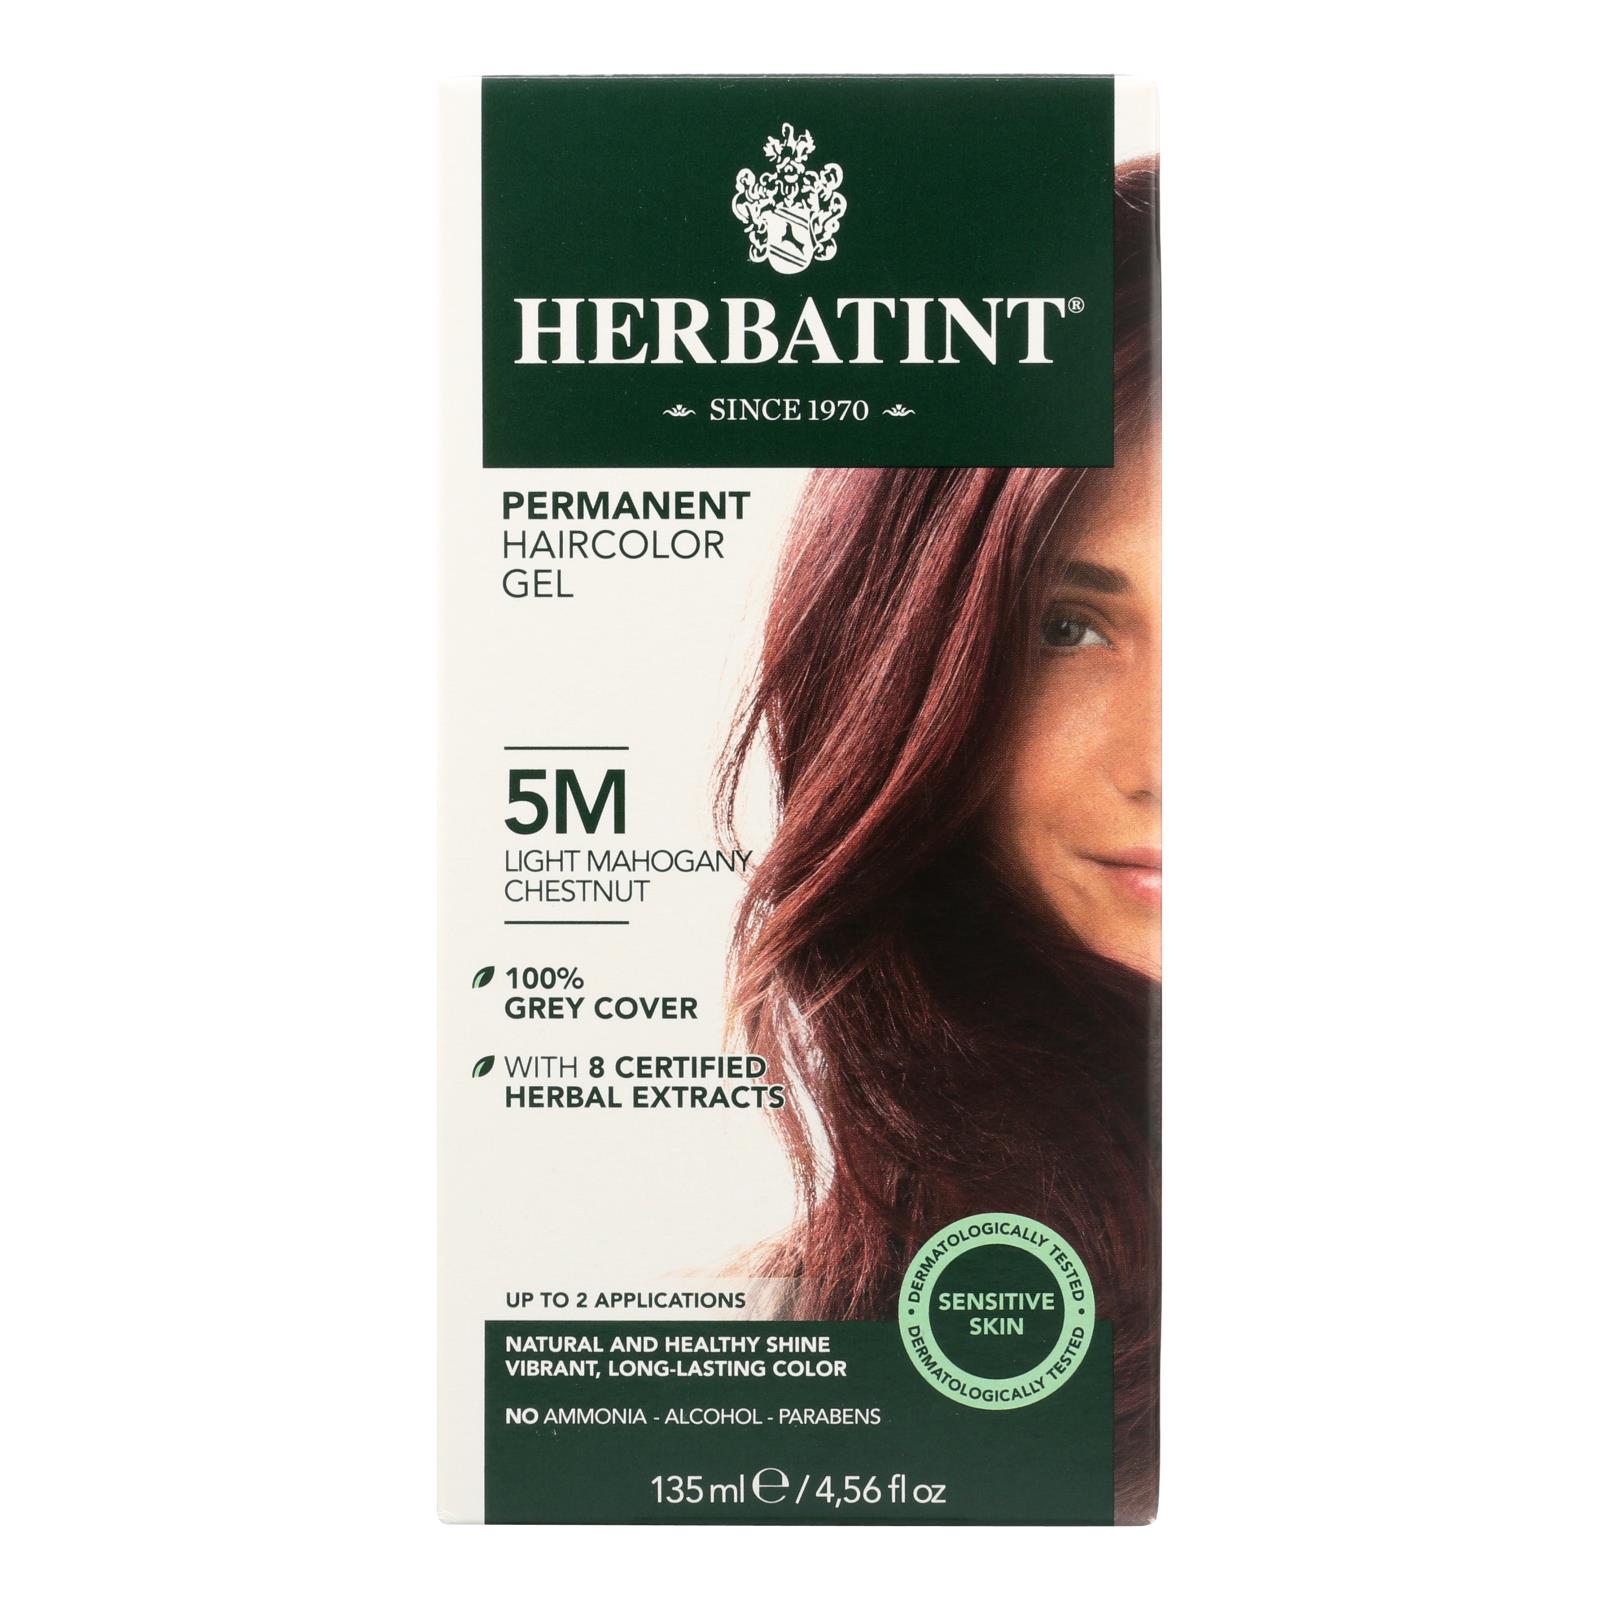 HERBATINT®
SINCE 1970
PERMANENT
HAIRCOLOR
GEL
5M
LIGHT MAHOGANY
CHESTNUT
100%
GREY COVER
WITH 8 CERTIFIED
HERBAL EXTRACTS
UP TO 2 APPLICATIONS
NATURAL AND HEALTHY SHINE
VIBRANT, LONG-LASTING COLOR
NO AMMONIA - ALCOHOL - PARABENS
135 ml ℮ / 4,56 fl oz
• DERMATOLOGICALLY TESTED •
SENSITIVE
SKIN
DERMATOLOGICALLY TESTED